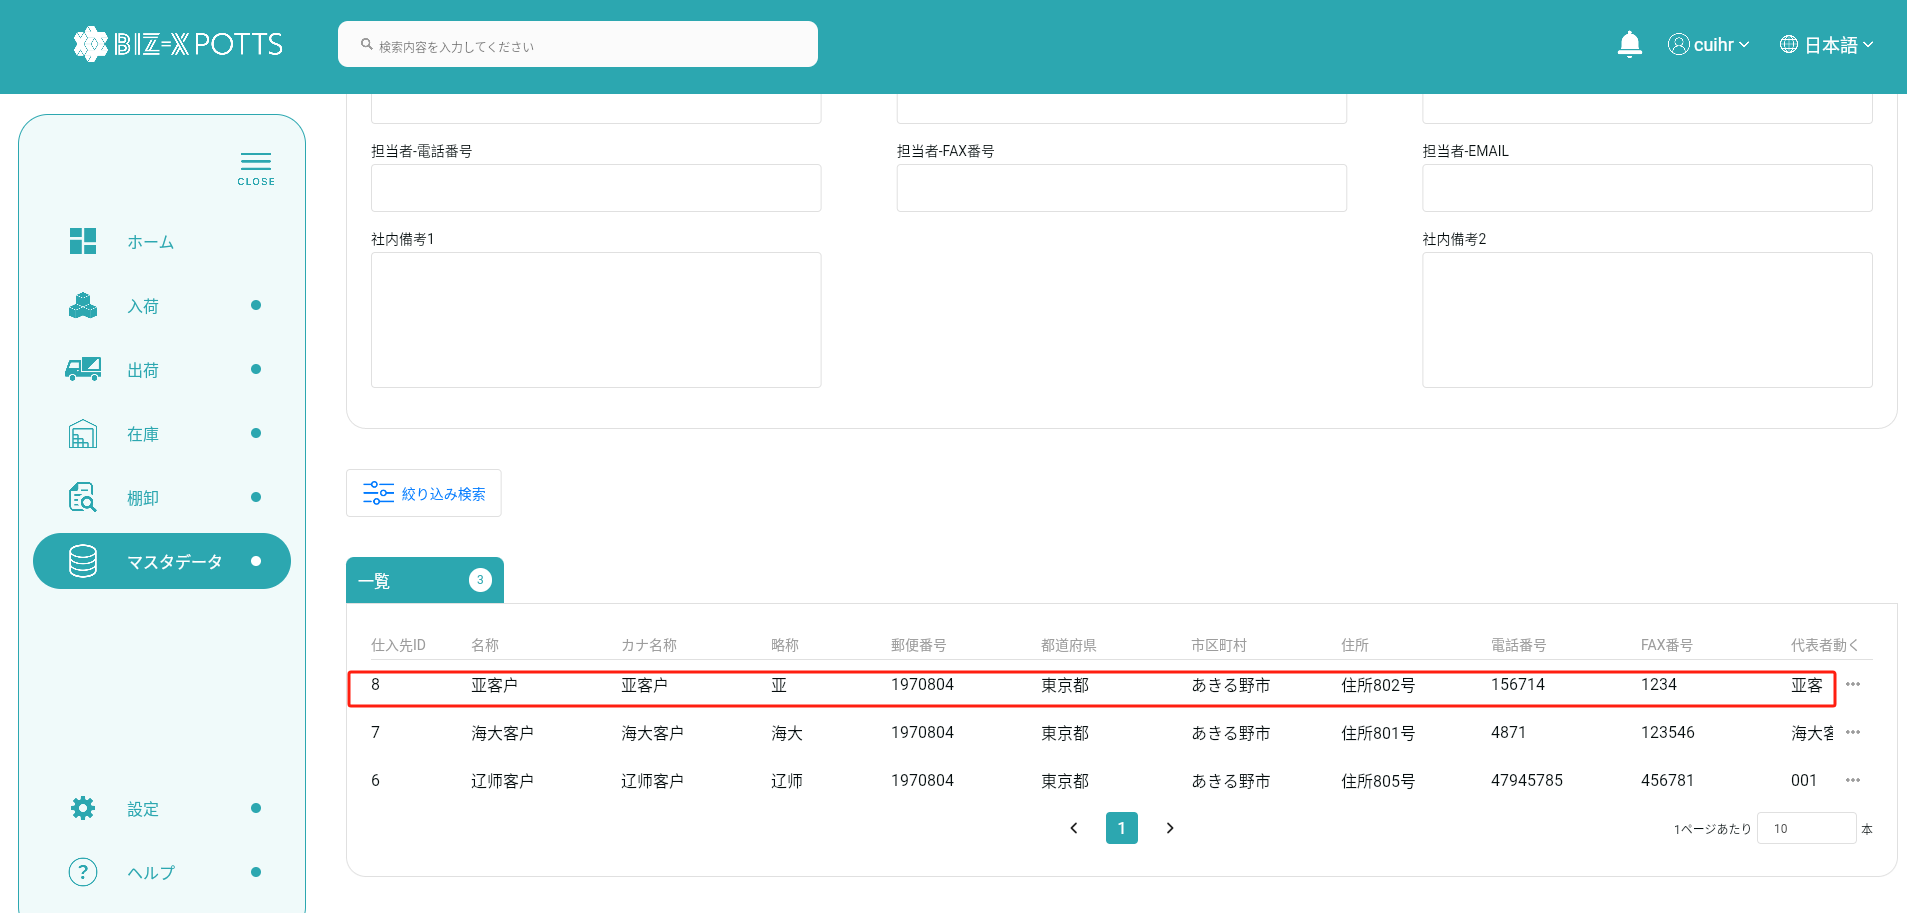 BIZ=X POTTS
検索内容を入力してください
cuihr
日本語
CLOSE
ホーム
入荷
出荷
在庫
棚卸
マスタデータ
設定
ヘルプ
担当者-電話番号 担当者-FAX番号 担当者-EMAIL
社内備考1 社内備考2
絞り込み検索
一覧 3
仕入先ID 名称 カナ名称 略称 郵便番号 都道府県 市区町村 住所 電話番号 FAX番号 代表者動く
8 亚客户 亚客户 亚 1970804 東京都 あきる野市 住所802号 156714 1234 亚客
7 海大客户 海大客户 海大 1970804 東京都 あきる野市 住所801号 4871 123546 海大客
6 辽师客户 辽师客户 辽师 1970804 東京都 あきる野市 住所805号 47945785 456781 001
1
1ページあたり 10 本